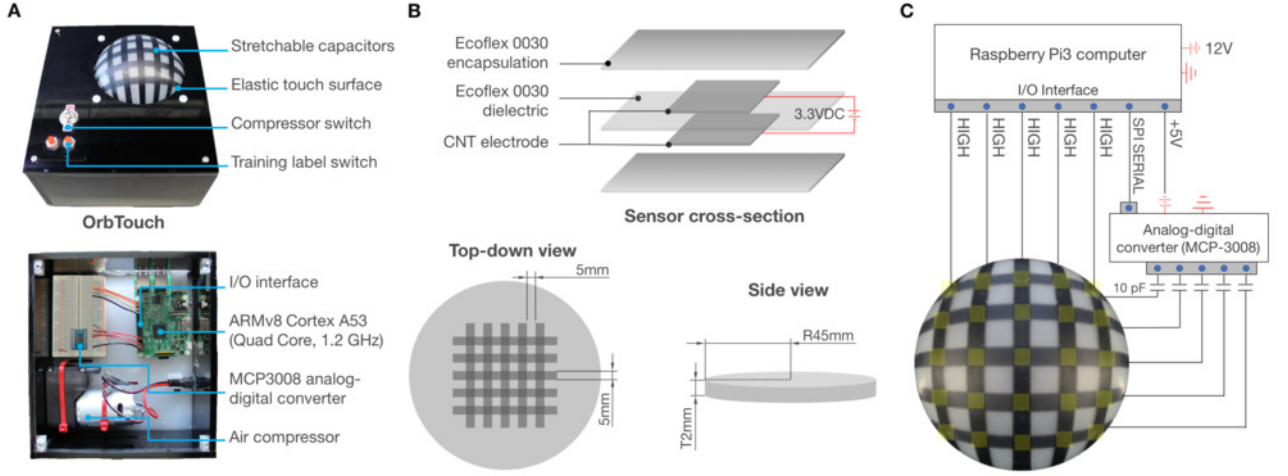 A
Stretchable capacitors
Elastic touch surface
Compressor switch
Training label switch
OrbTouch
I/O interface
ARMv8 Cortex A53
(Quad Core, 1.2 GHz)
MCP3008 analog-
digital converter
Air compressor
B
Ecoflex 0030
encapsulation
Ecoflex 0030
dielectric
CNT electrode
3.3VDC
Sensor cross-section
Top-down view
5mm
5mm
Side view
R45mm
T2mm
C
Raspberry Pi3 computer
12V
I/O Interface
HIGH
HIGH
HIGH
HIGH
HIGH
SPI SERIAL
+5V
Analog-digital
converter (MCP-3008)
10 pF